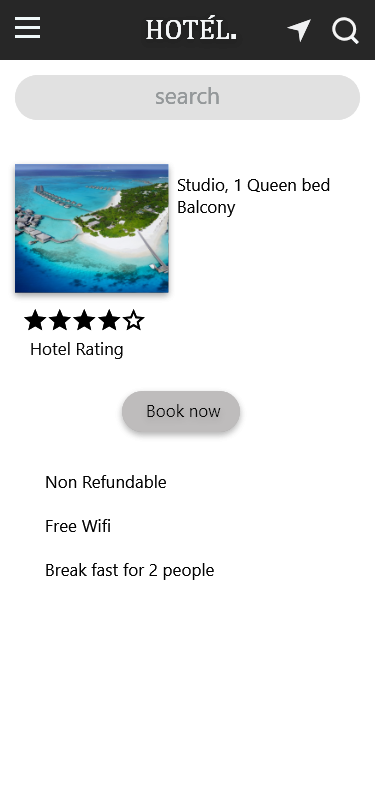 HOTÉL.
search
Studio, 1 Queen bed
Balcony
Hotel Rating
Book now
Non Refundable
Free Wifi
Break fast for 2 people